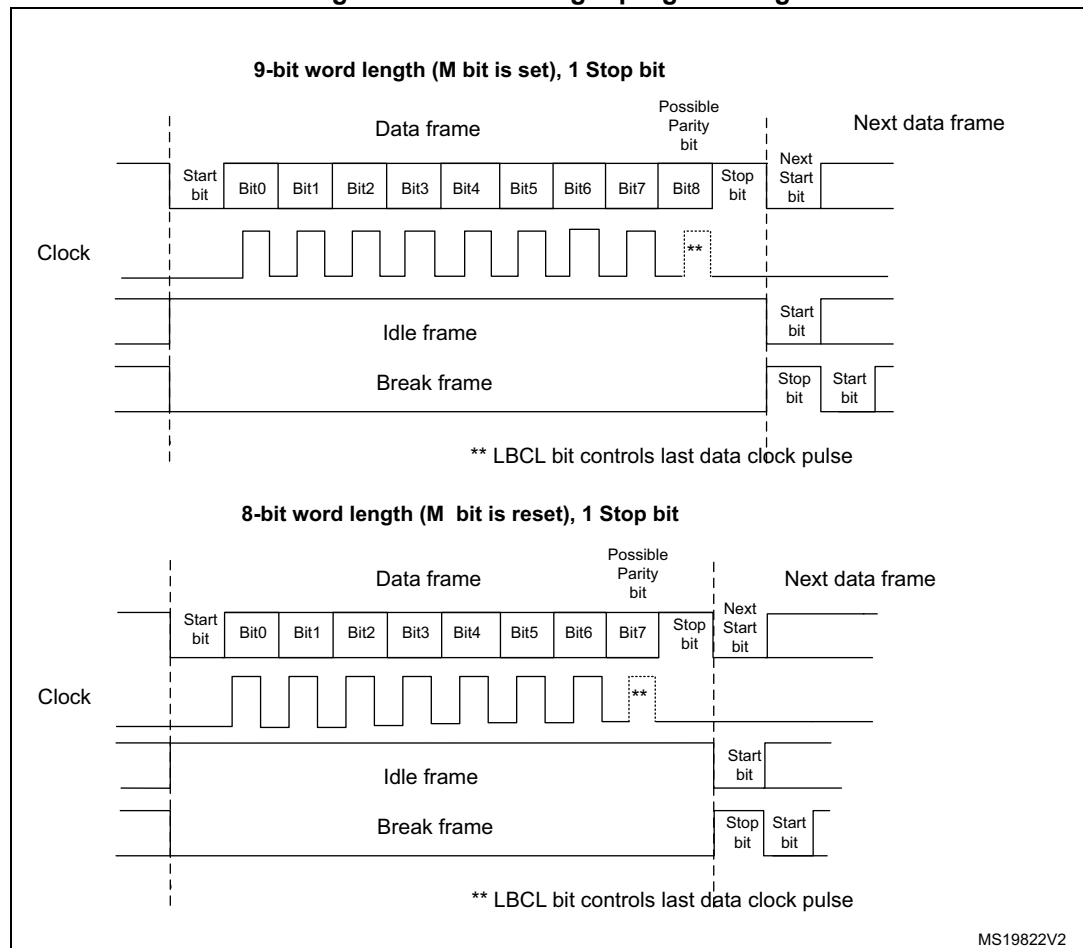 9-bit word length (M bit is set), 1 Stop bit
Data frame
Possible
Parity
bit
Next data frame
Start
bit
Bit0
Bit1
Bit2
Bit3
Bit4
Bit5
Bit6
Bit7
Bit8
Stop
bit
Next
Start
bit
Clock
**
Idle frame
Start
bit
Break frame
Stop
bit
Start
bit
** LBCL bit controls last data clock pulse
8-bit word length (M bit is reset), 1 Stop bit
Data frame
Possible
Parity
bit
Next data frame
Start
bit
Bit0
Bit1
Bit2
Bit3
Bit4
Bit5
Bit6
Bit7
Stop
bit
Next
Start
bit
Clock
**
Idle frame
Start
bit
Break frame
Stop
bit
Start
bit
** LBCL bit controls last data clock pulse
MS19822V2